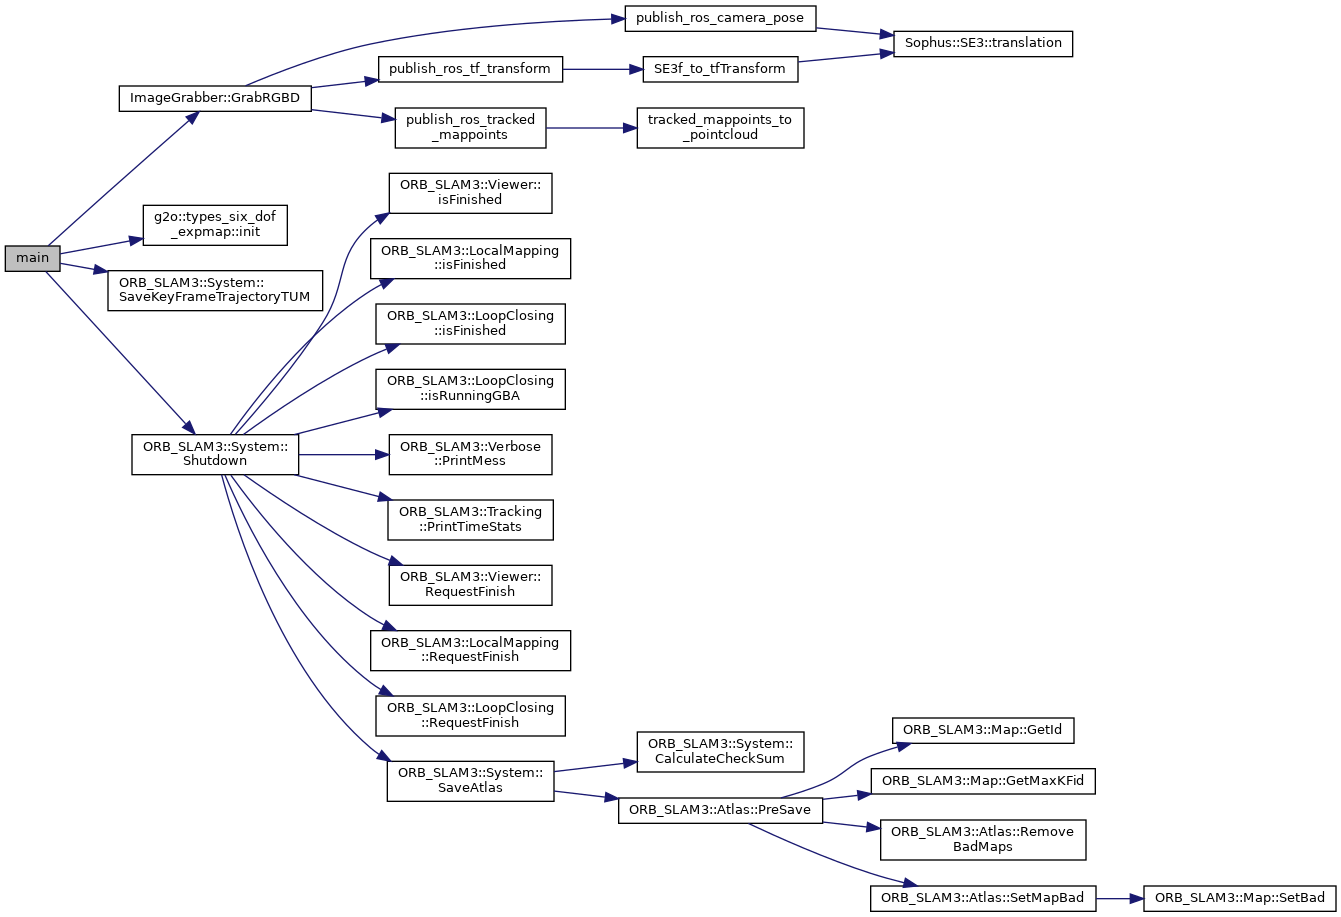 main
ImageGrabber::GrabRGBD
publish_ros_camera_pose
Sophus::SE3::translation
publish_ros_tf_transform
SE3f_to_tfTransform
publish_ros_tracked
_mappoints
tracked_mappoints_to
_pointcloud
g2o::types_six_dof
_expmap::init
ORB_SLAM3::System::
SaveKeyFrameTrajectoryTUM
ORB_SLAM3::System::
Shutdown
ORB_SLAM3::Viewer::
isFinished
ORB_SLAM3::LocalMapping
::isFinished
ORB_SLAM3::LoopClosing
::isFinished
ORB_SLAM3::LoopClosing
::isRunningGBA
ORB_SLAM3::Verbose
::PrintMess
ORB_SLAM3::Tracking
::PrintTimeStats
ORB_SLAM3::Viewer::
RequestFinish
ORB_SLAM3::LocalMapping
::RequestFinish
ORB_SLAM3::LoopClosing
::RequestFinish
ORB_SLAM3::System::
SaveAtlas
ORB_SLAM3::System::
CalculateCheckSum
ORB_SLAM3::Atlas::PreSave
ORB_SLAM3::Map::GetId
ORB_SLAM3::Map::GetMaxKFid
ORB_SLAM3::Atlas::Remove
BadMaps
ORB_SLAM3::Atlas::SetMapBad
ORB_SLAM3::Map::SetBad